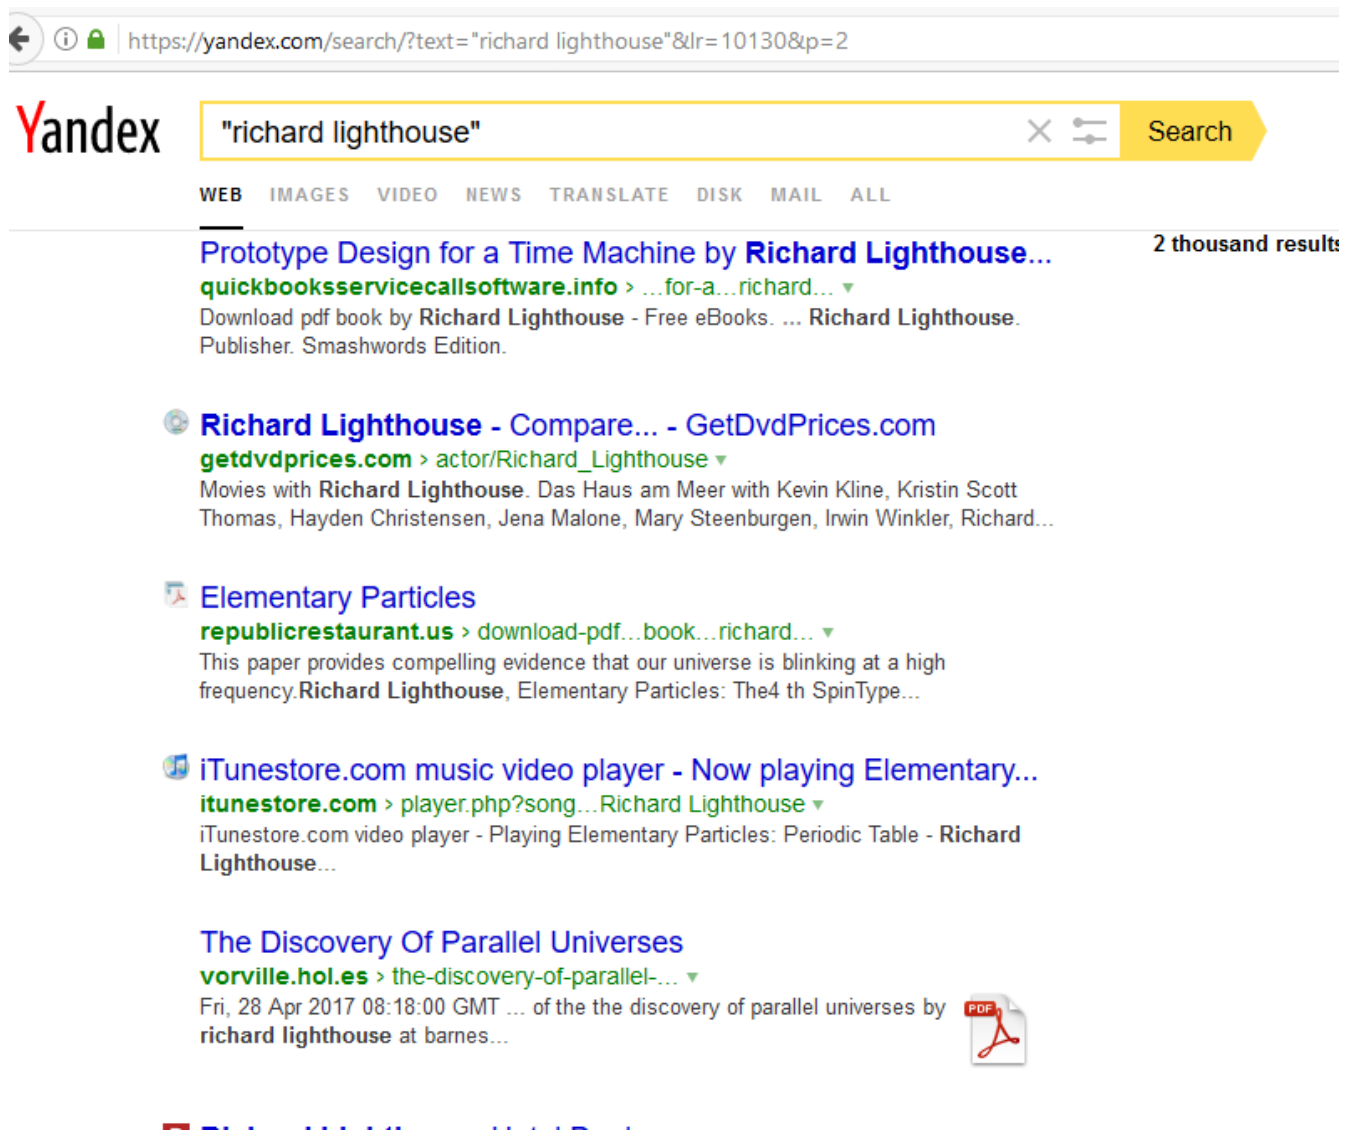 https://yandex.com/search/?text="richard lighthouse"&lr=10130&p=2
Yandex
"richard lighthouse"
Search
WEB IMAGES VIDEO NEWS TRANSLATE DISK MAIL ALL
Prototype Design for a Time Machine by Richard Lighthouse...
2 thousand results
quickbooksservicecallsoftware.info › ...for-a...richard...
Download pdf book by Richard Lighthouse - Free eBooks. ... Richard Lighthouse.
Publisher. Smashwords Edition.
Richard Lighthouse - Compare... - GetDvdPrices.com
getdvdprices.com › actor/Richard_Lighthouse
Movies with Richard Lighthouse. Das Haus am Meer with Kevin Kline, Kristin Scott
Thomas, Hayden Christensen, Jena Malone, Mary Steenburgen, Irwin Winkler, Richard...
Elementary Particles
republicrestaurant.us › download-pdf...book...richard...
This paper provides compelling evidence that our universe is blinking at a high
frequency.Richard Lighthouse, Elementary Particles: The4 th SpinType...
iTunestore.com music video player - Now playing Elementary...
itunestore.com › player.php?song...Richard Lighthouse
iTunestore.com video player - Playing Elementary Particles: Periodic Table - Richard
Lighthouse...
The Discovery Of Parallel Universes
vorville.hol.es › the-discovery-of-parallel-...
Fri, 28 Apr 2017 08:18:00 GMT ... of the the discovery of parallel universes by
richard lighthouse at barnes...
PDF